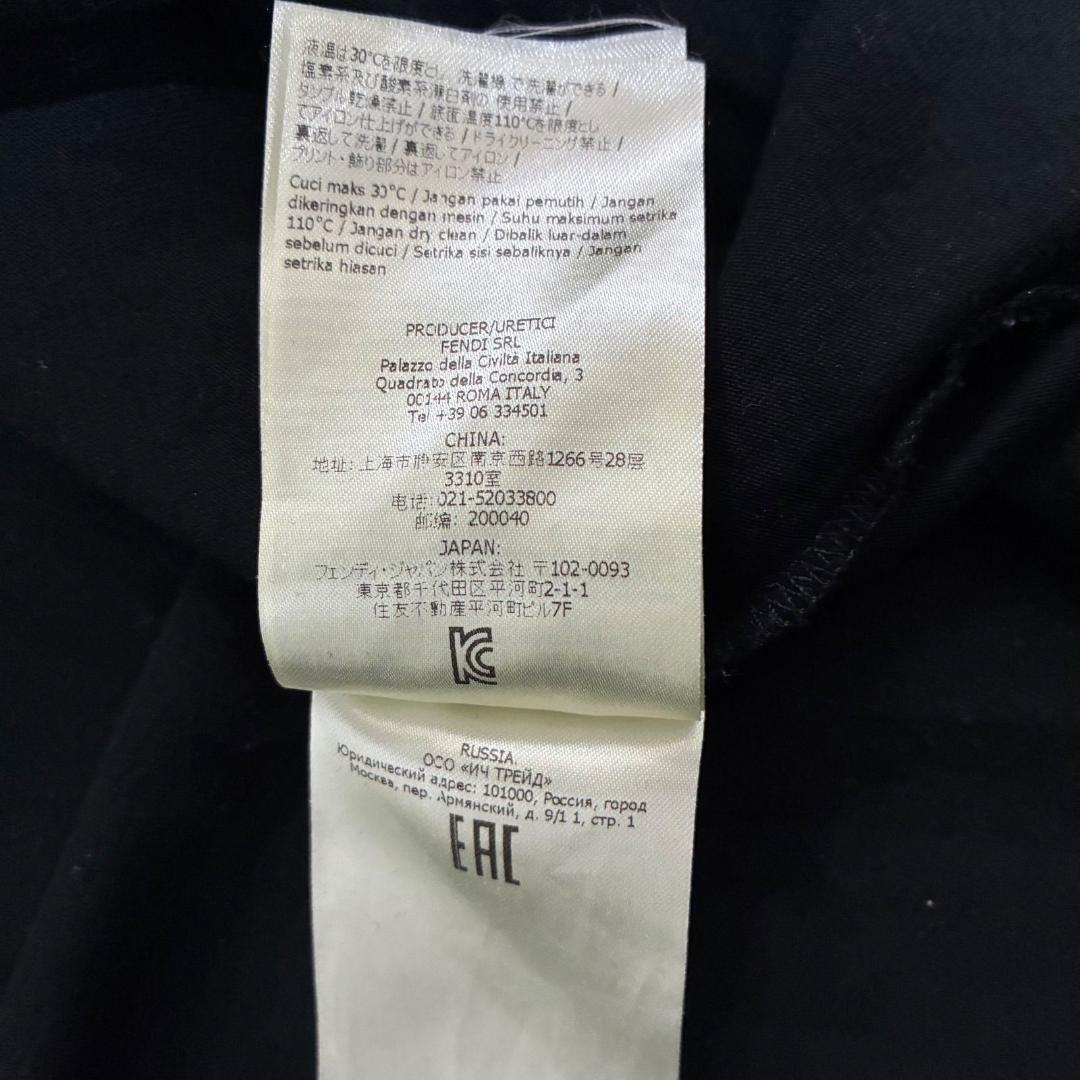 液温は30℃を限度とし、洗濯機 で洗濯ができる /
塩素系及び酸素系漂白剤の 使用禁止 /
タンブル乾燥禁止 / 底面温度110℃を限度とし
てアイロン仕上げができる / ドライクリーニング禁止 /
裏返して洗濯 / 裏返してアイロン /
プリント・飾り部分はアイロン禁止
Cuci maks 30°C / Jangan pakai pemutih / Jangan
dikeringkan dengan mesin / Suhu maksimum setrika
110°C / Jangan dry clean / Dibalik luar-dalam
sebelum dicuci / Setrika sisi sebaliknya / Jangan
setrika hiasan
PRODUCER/URETICI
FENDI SRL
Palazzo della Civiltà Italiana
Quadrato della Concordia, 3
00144 ROMA ITALY
Tel +39 06 334501
CHINA:
地址: 上海市静安区南京西路1266号28层
3310室
电话: 021-52033800
邮编: 200040
JAPAN:
フェンディ・ジャパン株式会社 〒102-0093
東京都千代田区平河町2-1-1
住友不動産平河町ビル7F
KC
RUSSIA.
ООО «ИЧ ТРЕЙД»
Юридический адрес: 101000, Россия, город
Москва, пер. Армянский, д. 9/1 1, стр. 1
EAC